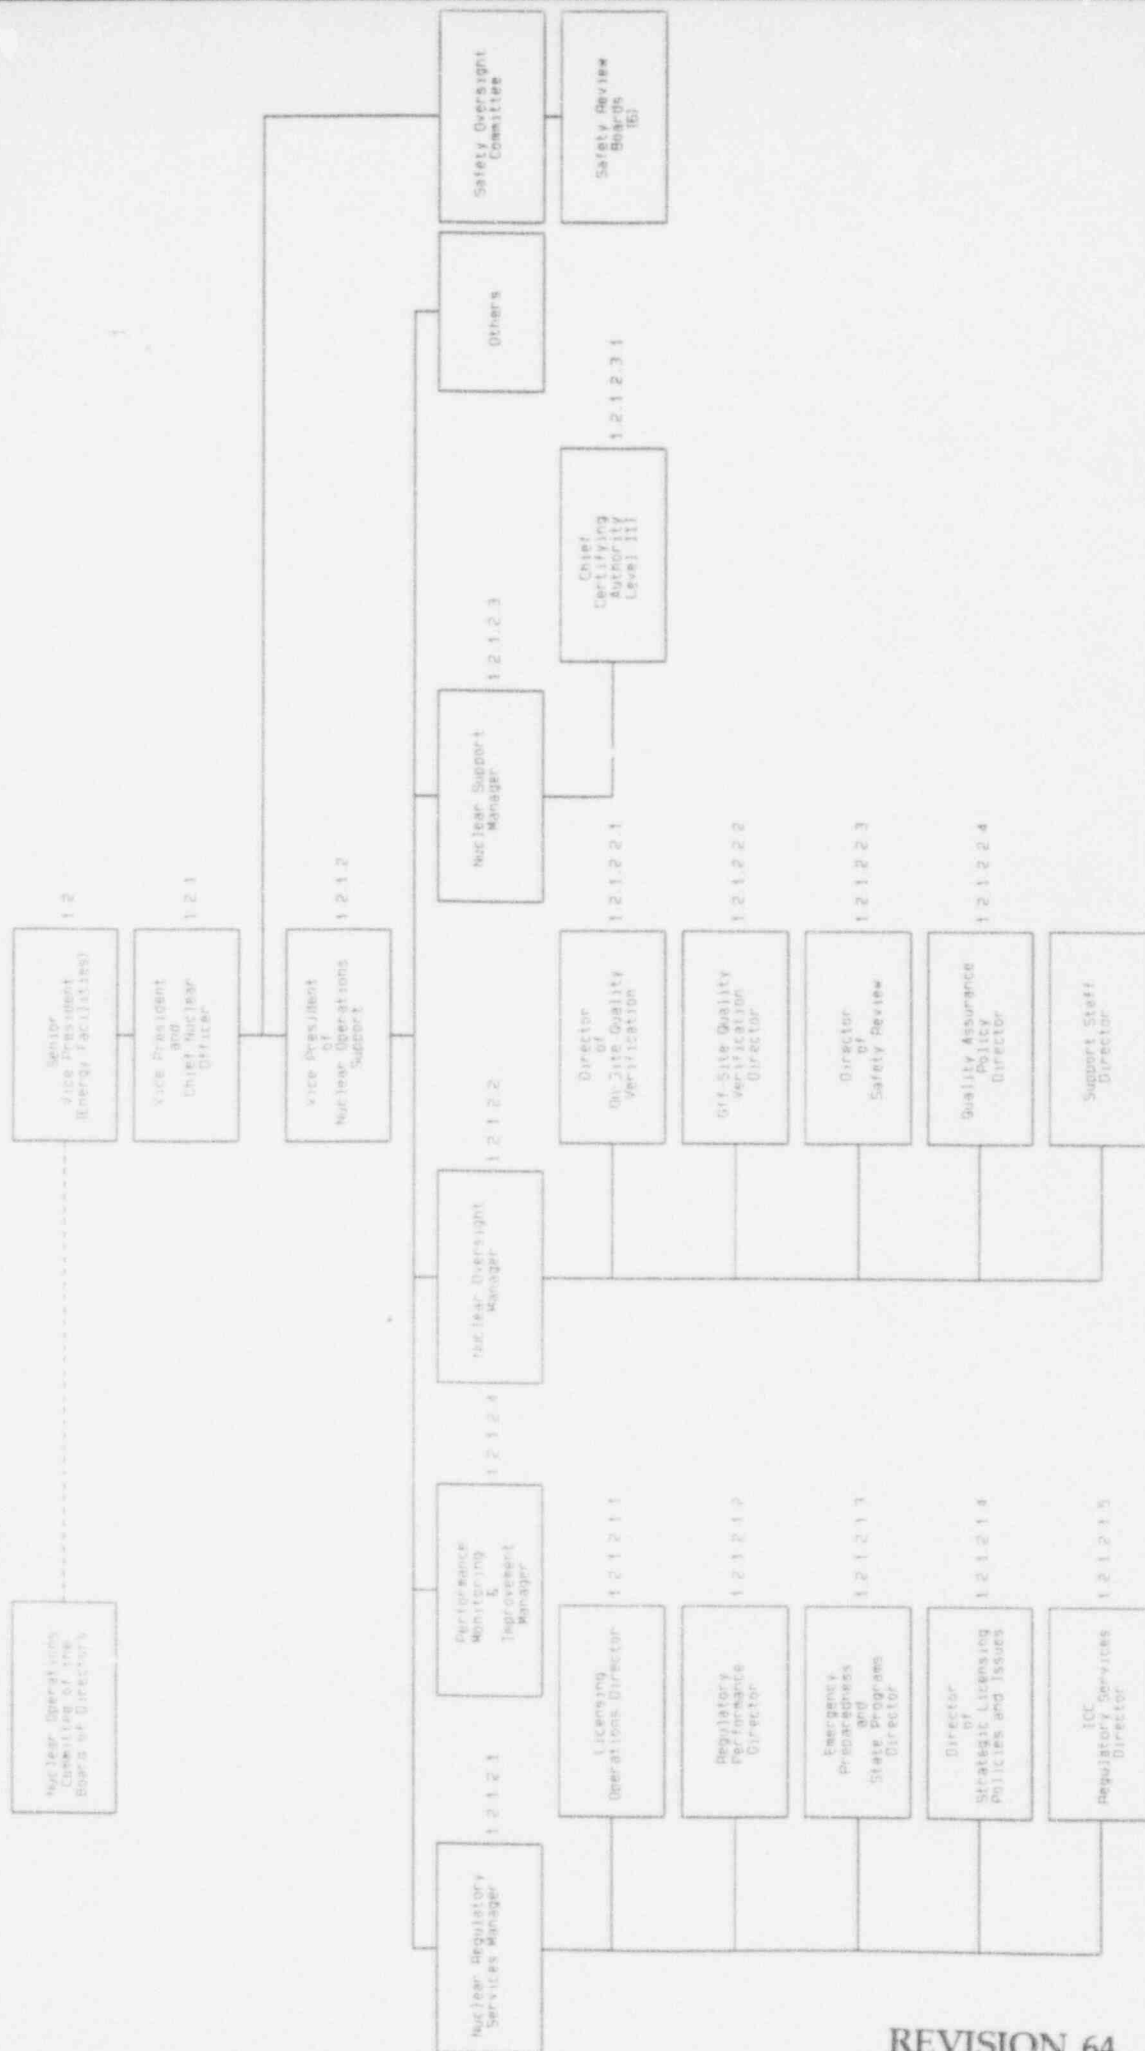 Nuclear Operations
Committee of the
Board of Directors
Senior
Vice President
(Energy Facilities)
1.2
Vice President
and
Chief Nuclear
Officer
1.2.1
Vice President
of
Nuclear Operations
Support
1.2.1.2
Nuclear Regulatory
Services Manager
1.2.1.2.1
Performance
Monitoring
&
Improvement
Manager
1.2.1.2.4
Nuclear Oversight
Manager
1.2.1.2.2
Nuclear Support
Manager
1.2.1.2.3
Others
Safety Oversight
Committee
Licensing
Operations Director
1.2.1.2.1.1
Director
of
On Site Quality
Verification
1.2.1.2.2.1
Chief
Certifying
Authority
Level III
1.2.1.2.3.1
Safety Review
Boards
(6)
Regulatory
Performance
Director
1.2.1.2.1.2
Off-Site Quality
Verification
Director
1.2.1.2.2.2
Emergency
Preparedness
and
State Programs
Director
1.2.1.2.1.3
Director
of
Safety Review
1.2.1.2.2.3
Director
of
Strategic Licensing
Policies and Issues
1.2.1.2.1.4
Quality Assurance
Policy
Director
1.2.1.2.2.4
ICC
Regulatory Services
Director
1.2.1.2.1.5
Support Staff
Director
REVISION 64